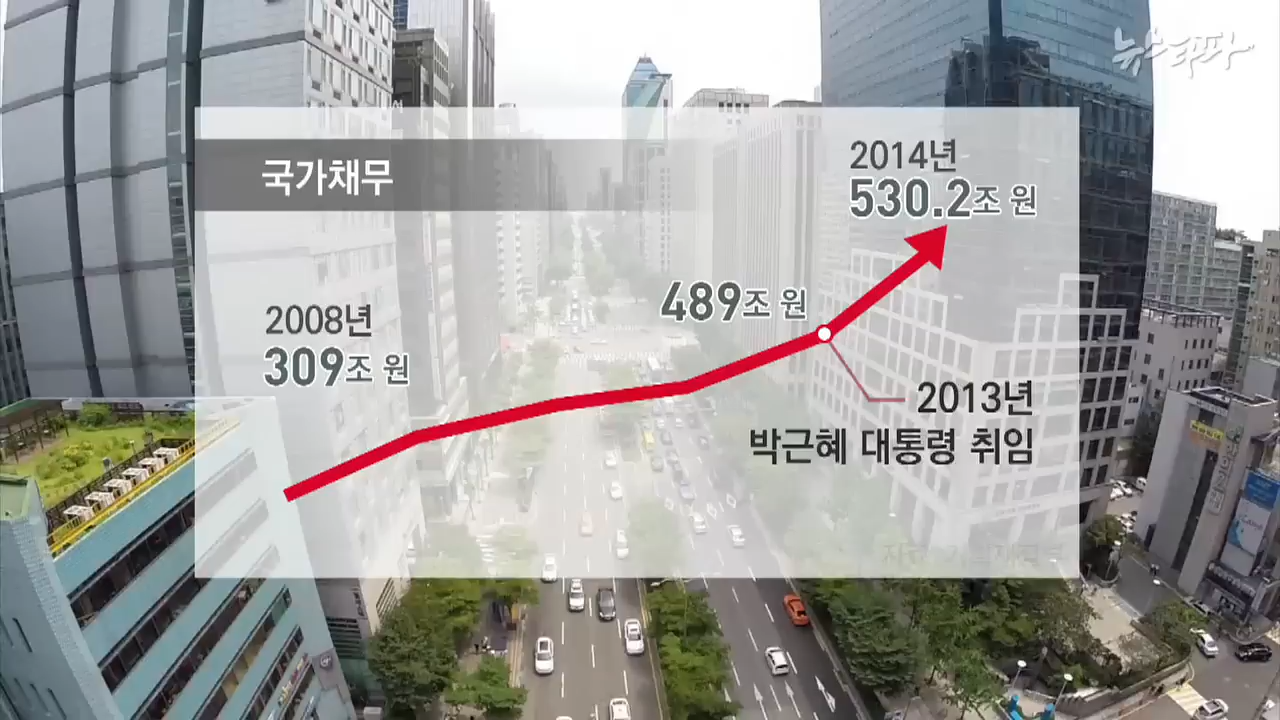 뉴스타파
국가채무
2014년
530.2조 원
489조 원
2008년
309조 원
2013년
박근혜 대통령 취임